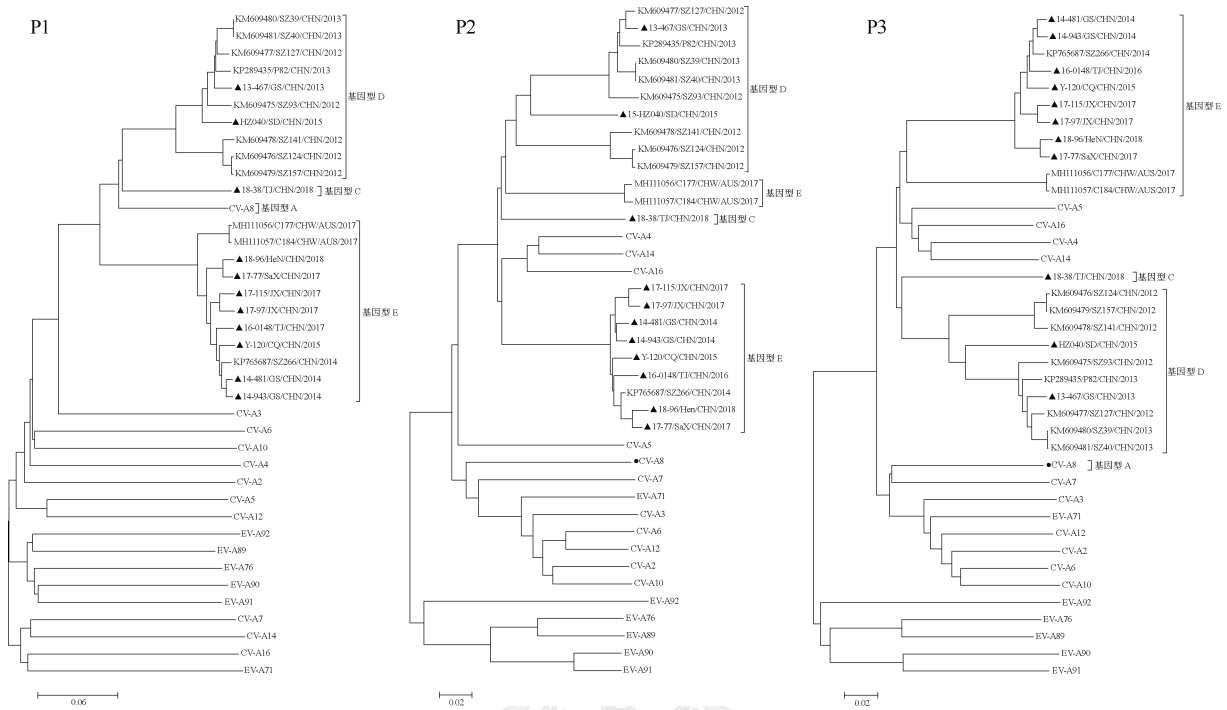 P1
KM609480/SZ39/CHN/2013
KM609481/SZ40/CHN/2013
KM609477/SZ127/CHN/2012
KP289435/P82/CHN/2013
▲13-467/GS/CHN/2013
KM609475/SZ93/CHN/2012
▲HZ040/SD/CHN/2015
KM609478/SZ141/CHN/2012
KM609476/SZ124/CHN/2012
KM609479/SZ157/CHN/2012
基因型 D
▲18-38/TJ/CHN/2018
基因型 C
CV-A8
基因型 A
MH111056/C177/CHW/AUS/2017
MH111057/C184/CHW/AUS/2017
▲18-96/HeN/CHN/2018
▲17-77/SaX/CHN/2017
▲17-115/JX/CHN/2017
▲17-97/JX/CHN/2017
▲16-0148/TJ/CHN/2017
▲Y-120/CQ/CHN/2015
KP765687/SZ266/CHN/2014
▲14-481/GS/CHN/2014
▲14-943/GS/CHN/2014
基因型 E
CV-A3
CV-A6
CV-A10
CV-A4
CV-A2
CV-A5
CV-A12
EV-A92
EV-A89
EV-A76
EV-A90
EV-A91
CV-A7
CV-A14
CV-A16
EV-A71
0.06
P2
KM609477/SZ127/CHN/2012
▲13-467/GS/CHN/2013
KP289435/P82/CHN/2013
KM609480/SZ39/CHN/2013
KM609481/SZ40/CHN/2013
KM609475/SZ93/CHN/2012
▲15-HZ040/SD/CHN/2015
KM609478/SZ141/CHN/2012
KM609476/SZ124/CHN/2012
KM609479/SZ157/CHN/2012
基因型 D
MH111056/C177/CHW/AUS/2017
MH111057/C184/CHW/AUS/2017
基因型 E
▲18-38/TJ/CHN/2018
基因型 C
CV-A4
CV-A14
CV-A16
▲17-115/JX/CHN/2017
▲17-97/JX/CHN/2017
▲14-481/GS/CHN/2014
▲14-943/GS/CHN/2014
▲Y-120/CQ/CHN/2015
▲16-0148/TJ/CHN/2016
KP765687/SZ266/CHN/2014
▲18-96/Hen/CHN/2018
▲17-77/SaX/CHN/2017
基因型 E
CV-A5
●CV-A8
CV-A7
EV-A71
CV-A3
CV-A6
CV-A12
CV-A2
CV-A10
EV-A92
EV-A76
EV-A89
EV-A90
EV-A91
0.02
P3
▲14-481/GS/CHN/2014
▲14-943/GS/CHN/2014
KP765687/SZ266/CHN/2014
▲16-0148/TJ/CHN/2016
▲Y-120/CQ/CHN/2015
▲17-115/JX/CHN/2017
▲17-97/JX/CHN/2017
▲18-96/HeN/CHN/2018
▲17-77/SaX/CHN/2017
MH111056/C177/CHW/AUS/2017
MH111057/C184/CHW/AUS/2017
基因型 E
CV-A5
CV-A16
CV-A4
CV-A14
▲18-38/TJ/CHN/2018
基因型 C
KM609476/SZ124/CHN/2012
KM609479/SZ157/CHN/2012
KM609478/SZ141/CHN/2012
▲HZ040/SD/CHN/2015
KM609475/SZ93/CHN/2012
KP289435/P82/CHN/2013
▲13-467/GS/CHN/2013
KM609477/SZ127/CHN/2012
KM609480/SZ39/CHN/2013
KM609481/SZ40/CHN/2013
基因型 D
●CV-A8
基因型 A
CV-A7
CV-A3
EV-A71
CV-A12
CV-A2
CV-A6
CV-A10
EV-A92
EV-A76
EV-A89
EV-A90
EV-A91
0.02